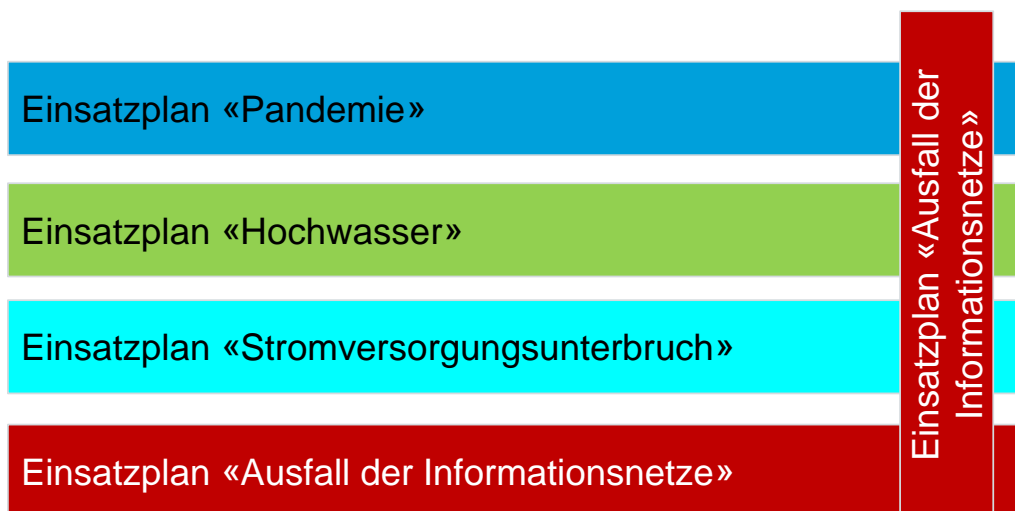 Einsatzplan «Pandemie»
Einsatzplan «Hochwasser»
Einsatzplan «Stromversorgungsunterbruch»
Einsatzplan «Ausfall der Informationsnetze»
Einsatzplan «Ausfall der
Informationsnetze»